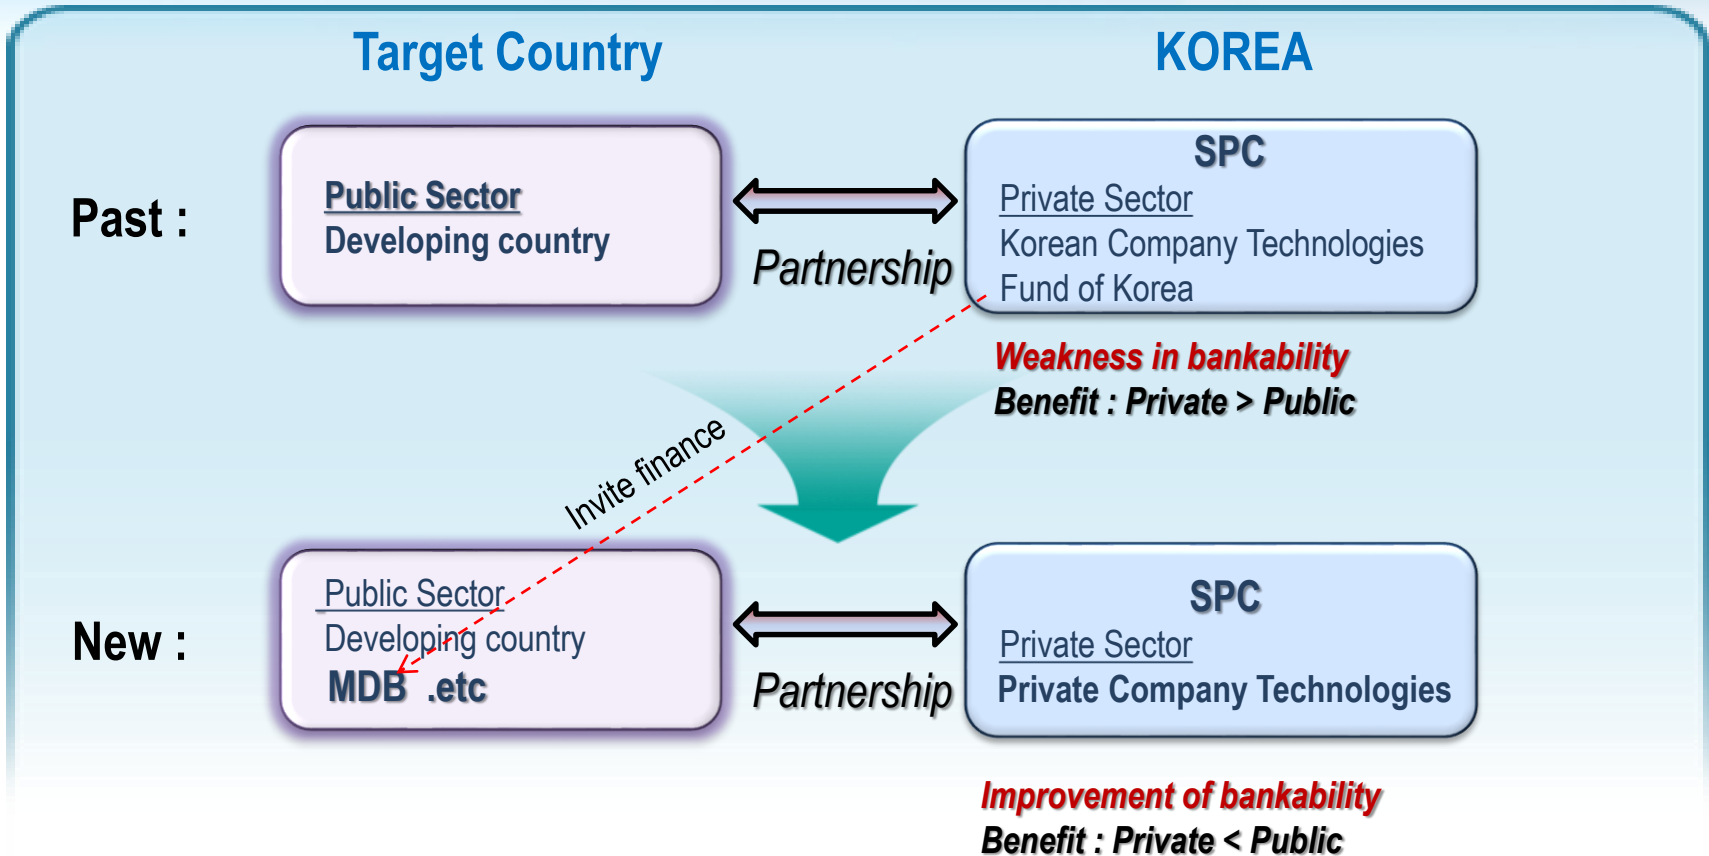 Target Country
KOREA
Past :
Public Sector
Developing country
Partnership
SPC
Private Sector
Korean Company Technologies
Fund of Korea
Weakness in bankability
Benefit : Private > Public
Invite finance
New :
Public Sector
Developing country
MDB .etc
Partnership
SPC
Private Sector
Private Company Technologies
Improvement of bankability
Benefit : Private < Public